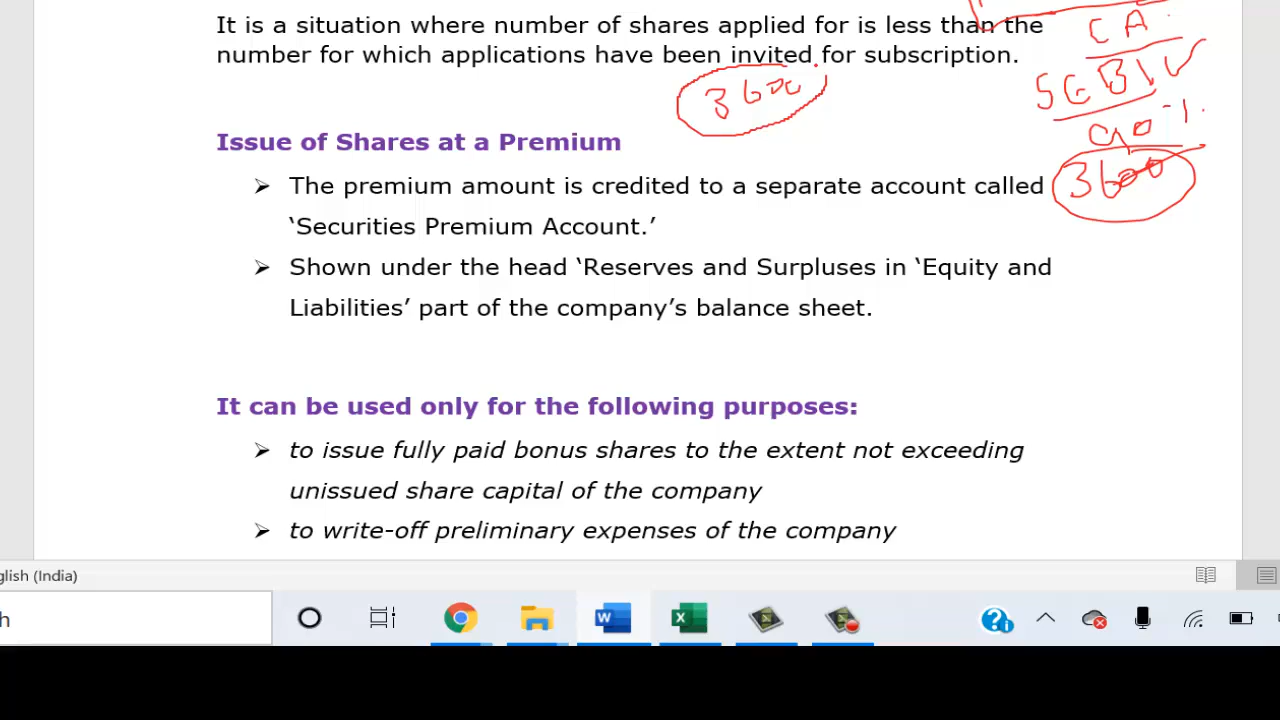 It is a situation where number of shares applied for is less than the
number for which applications have been invited for subscription.
CA
SEBI
3600
90%
3600
Issue of Shares at a Premium
➢ The premium amount is credited to a separate account called
‘Securities Premium Account.’
➢ Shown under the head ‘Reserves and Surpluses in ‘Equity and
Liabilities’ part of the company’s balance sheet.
It can be used only for the following purposes:
➢ to issue fully paid bonus shares to the extent not exceeding
unissued share capital of the company
➢ to write-off preliminary expenses of the company
glish (India)
h